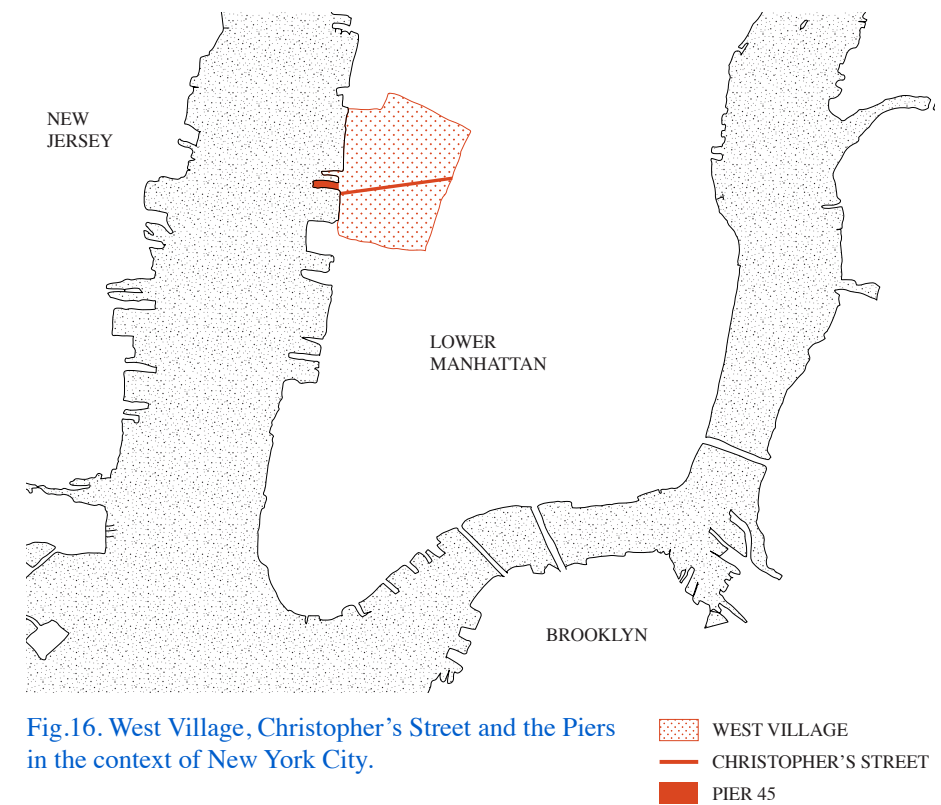 NEW
JERSEY
LOWER
MANHATTAN
BROOKLYN
Fig.16. West Village, Christopher’s Street and the Piers
in the context of New York City.
WEST VILLAGE
CHRISTOPHER’S STREET
PIER 45